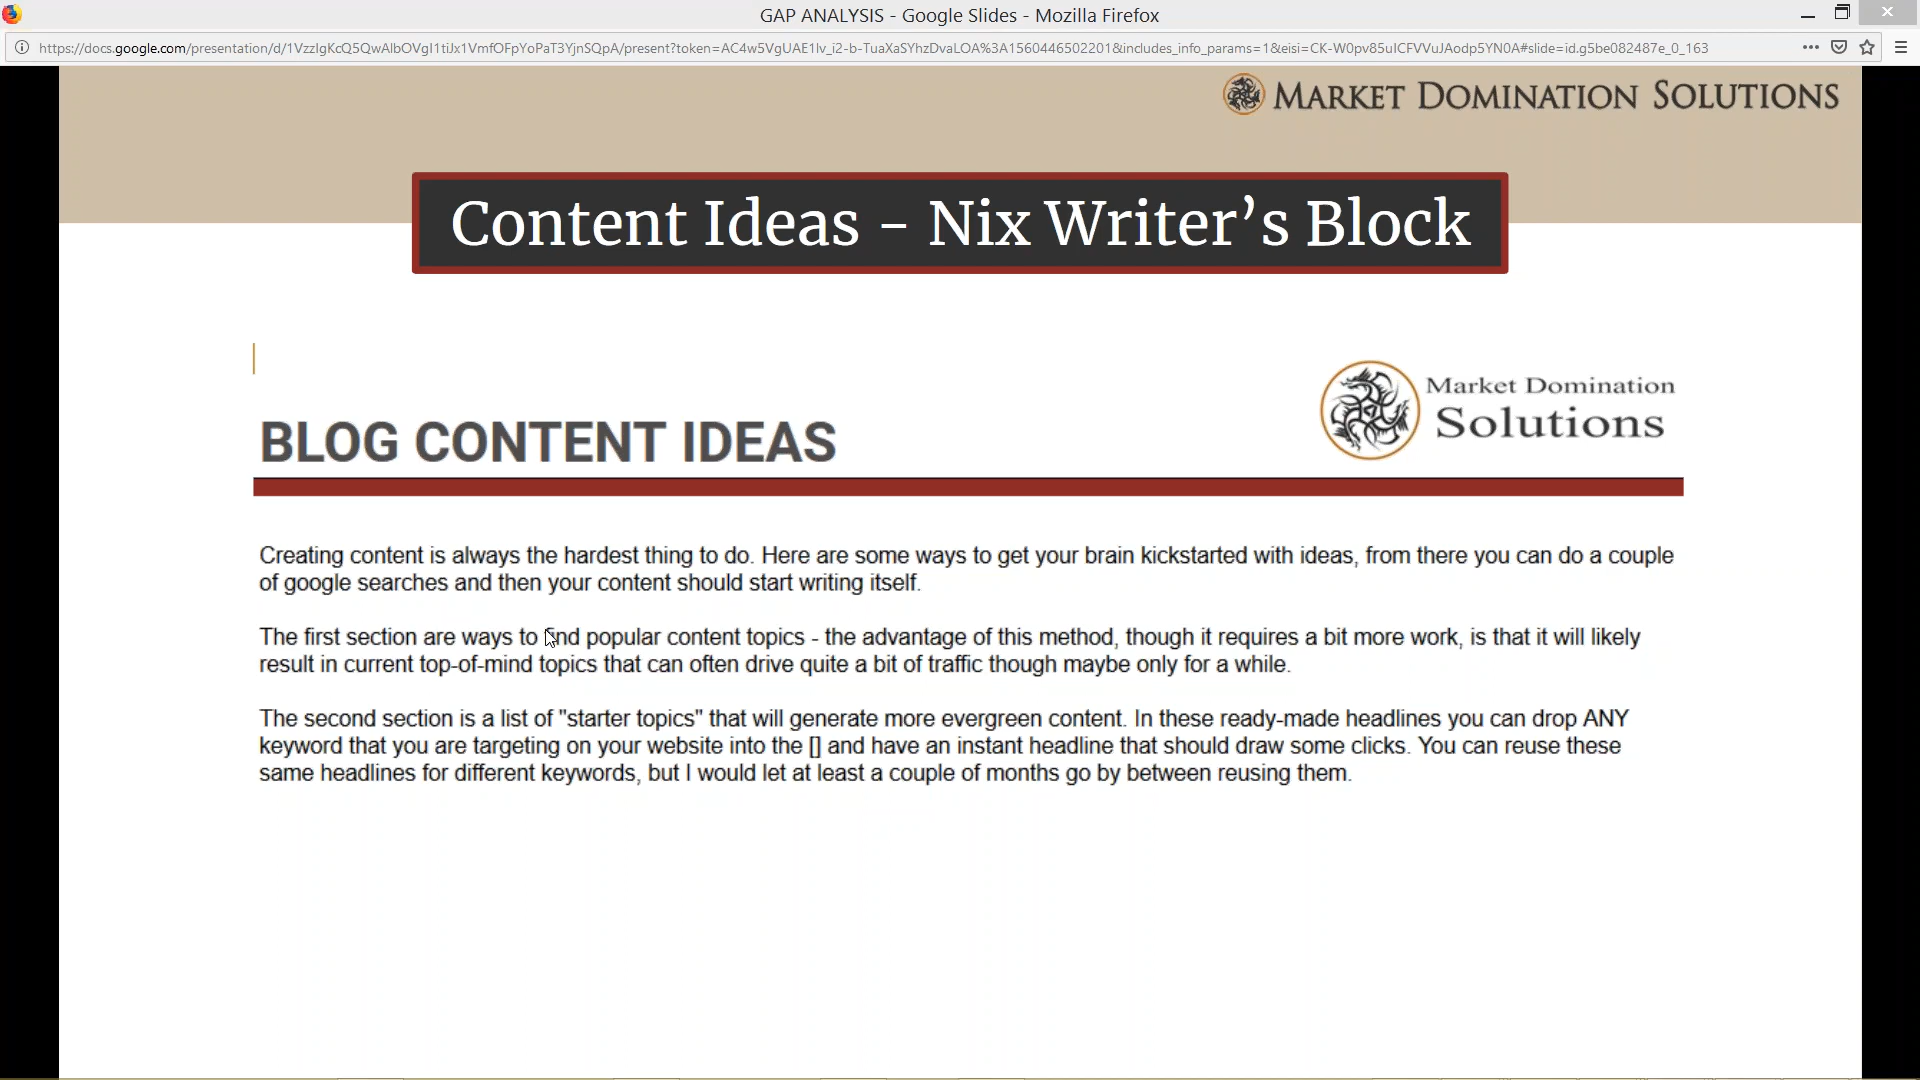 GAP ANALYSIS - Google Slides - Mozilla Firefox
https://docs.google.com/presentation/d/1VzzIgKcQ5QwAlbOVgI1tiJx1VmfOFpYoPaT3YjnSQpA/present?token=AC4w5VgUAE1lv_i2-b-TuaXaSYhzDvaLOA%3A1560446502201&includes_info_params=1&eisi=CK-W0pv85uICFVVuJAodp5YN0A#slide=id.g5be082487e_0_163
MARKET DOMINATION SOLUTIONS
Content Ideas - Nix Writer’s Block
Market Domination
Solutions
BLOG CONTENT IDEAS
Creating content is always the hardest thing to do. Here are some ways to get your brain kickstarted with ideas, from there you can do a couple
of google searches and then your content should start writing itself.
The first section are ways to find popular content topics - the advantage of this method, though it requires a bit more work, is that it will likely
result in current top-of-mind topics that can often drive quite a bit of traffic though maybe only for a while.
The second section is a list of "starter topics" that will generate more evergreen content. In these ready-made headlines you can drop ANY
keyword that you are targeting on your website into the [] and have an instant headline that should draw some clicks. You can reuse these
same headlines for different keywords, but I would let at least a couple of months go by between reusing them.